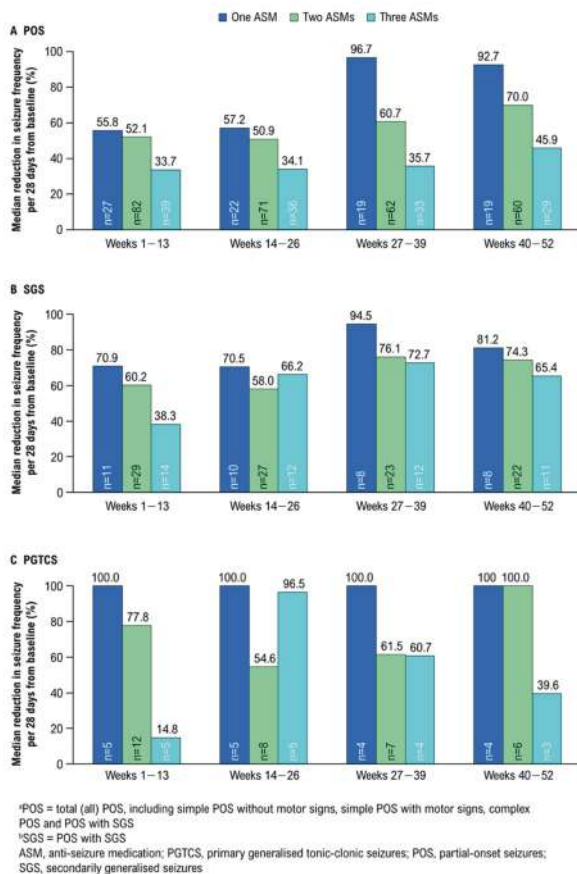 One ASM Two ASMs Three ASMs
A POS
Median reduction in seizure frequency
per 28 days from baseline (%)
100
80
60
40
20
0
55.8 52.1 33.7
57.2 50.9 34.1
96.7 60.7 35.7
92.7 70.0 45.9
n=27 n=82 n=39
n=22 n=71 n=36
n=19 n=62 n=33
n=19 n=60 n=29
Weeks 1–13 Weeks 14–26 Weeks 27–39 Weeks 40–52
B SGS
Median reduction in seizure frequency
per 28 days from baseline (%)
100
80
60
40
20
0
70.9 60.2 38.3
70.5 58.0 66.2
94.5 76.1 72.7
81.2 74.3 65.4
n=11 n=29 n=14
n=10 n=27 n=12
n=8 n=23 n=12
n=8 n=22 n=11
Weeks 1–13 Weeks 14–26 Weeks 27–39 Weeks 40–52
C PGTCS
Median reduction in seizure frequency
per 28 days from baseline (%)
100
80
60
40
20
0
100.0 77.8 14.8
100.0 54.6 96.5
100.0 61.5 60.7
100 100.0 39.6
n=5 n=12 n=5
n=5 n=8
n=4 n=7 n=4
n=4 n=6 n=3
Weeks 1–13 Weeks 14–26 Weeks 27–39 Weeks 40–52
ᵃPOS = total (all) POS, including simple POS without motor signs, simple POS with motor signs, complex
POS and POS with SGS
ᵇSGS = POS with SGS
ASM, anti-seizure medication; PGTCS, primary generalised tonic-clonic seizures; POS, partial-onset seizures;
SGS, secondarily generalised seizures